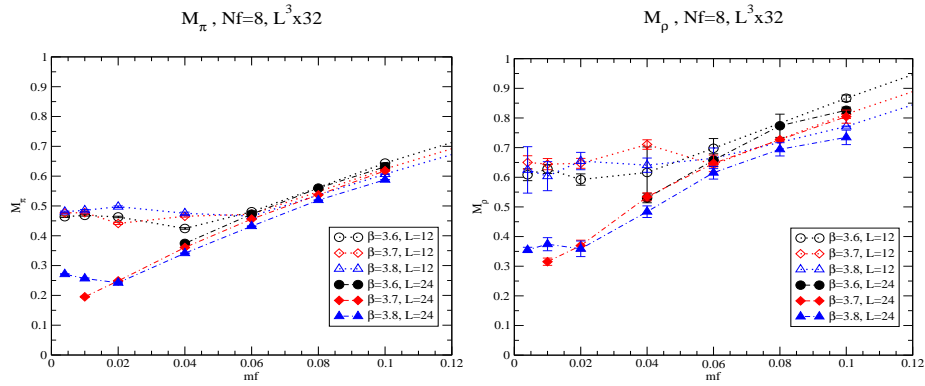 M_π , Nf=8, L^3x32
1
0.9
0.8
0.7
0.6
0.5
0.4
0.3
0.2
0.1
0
M_π
β=3.6, L=12
β=3.7, L=12
β=3.8, L=12
β=3.6, L=24
β=3.7, L=24
β=3.8, L=24
0 0.02 0.04 0.06 0.08 0.1 0.12
mf
M_ρ , Nf=8, L^3x32
1
0.9
0.8
0.7
0.6
0.5
0.4
0.3
0.2
0.1
0
M_ρ
β=3.6, L=12
β=3.7, L=12
β=3.8, L=12
β=3.6, L=24
β=3.7, L=24
β=3.8, L=24
0 0.02 0.04 0.06 0.08 0.1 0.12
mf